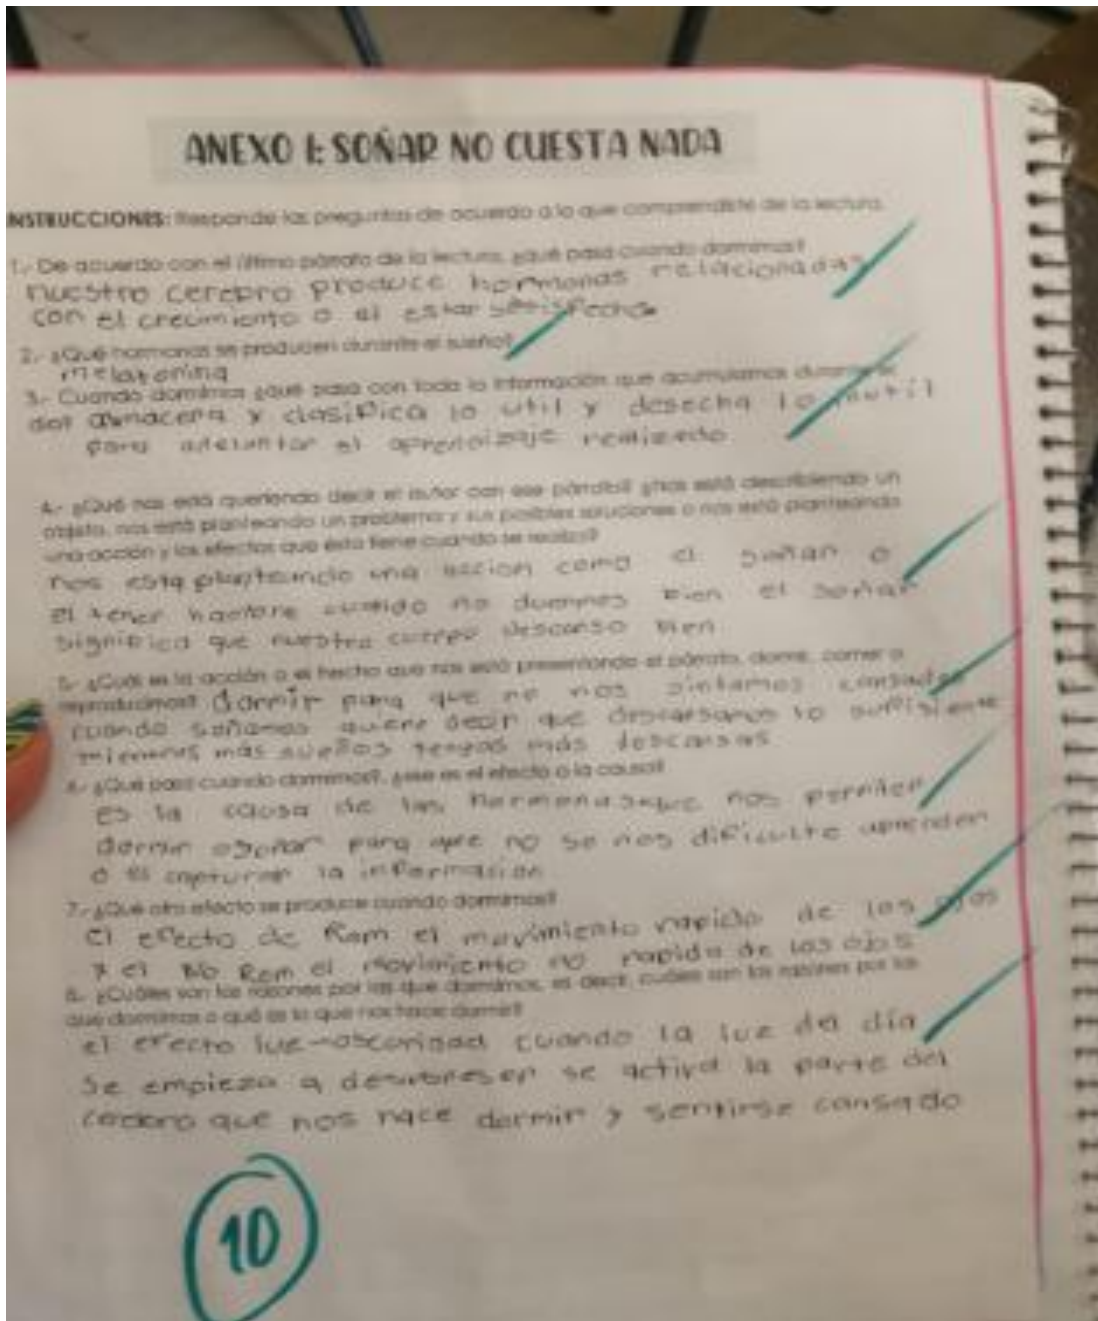 ANEXO 1: SOÑAR NO CUESTA NADA
INSTRUCCIONES: Responde las preguntas de acuerdo a lo que comprendiste de la lectura.
1.- De acuerdo con el último párrafo de la lectura, ¿qué pasa cuando dormimos?
nuestro cerebro produce hormonas relacionadas
con el crecimiento o el estar satisfecho
2.- ¿Qué hormonas se producen durante el sueño?
melatonina
3.- Cuando dormimos ¿qué pasa con toda la información que acumulamos durante el
día? almacena y clasifica lo util y desecha lo inutil
para adelantar el aprendizaje realizado
4.- ¿Qué nos está queriendo decir el autor con ese párrafo? ¿Nos está describiendo un
objeto, nos está planteando un problema y sus posibles soluciones o nos está planteando
una acción y los efectos que ésta tiene cuando se realiza?
nos esta planteando una accion como el soñar o
el tener hambre cuando no duermes bien el soñar
significa que nuestro cuerpo descanso bien
5.- ¿Cuál es la acción o el hecho que nos está presentando el párrafo, dormir, comer o
reproducirnos? dormir para que no nos sintamos cansados
cuando soñamos quiere decir que descansamos lo sufisiente
mientras más sueños tengas más descansas
6.- ¿Qué pasa cuando dormimos?, ¿ese es el efecto o la causa?
es la causa de las hormonas que nos permiten
dormir o soñar para que no se nos dificulte aprender
o capturar la informasion
7.- ¿Qué otro efecto se produce cuando dormimos?
el efecto de Rem el movimiento rapido de los ojos
y el No Rem el movimiento no rapido de los ojos
8.- ¿Cuáles son las razones por las que dormimos, es decir, cuáles son las razones por las
que dormimos o qué es lo que nos hace dormir?
el efecto luz-oscuridad cuando la luz del día
se empieza a desvanecer se activa la parte del
que nos hace dormir y sentirse cansado
10